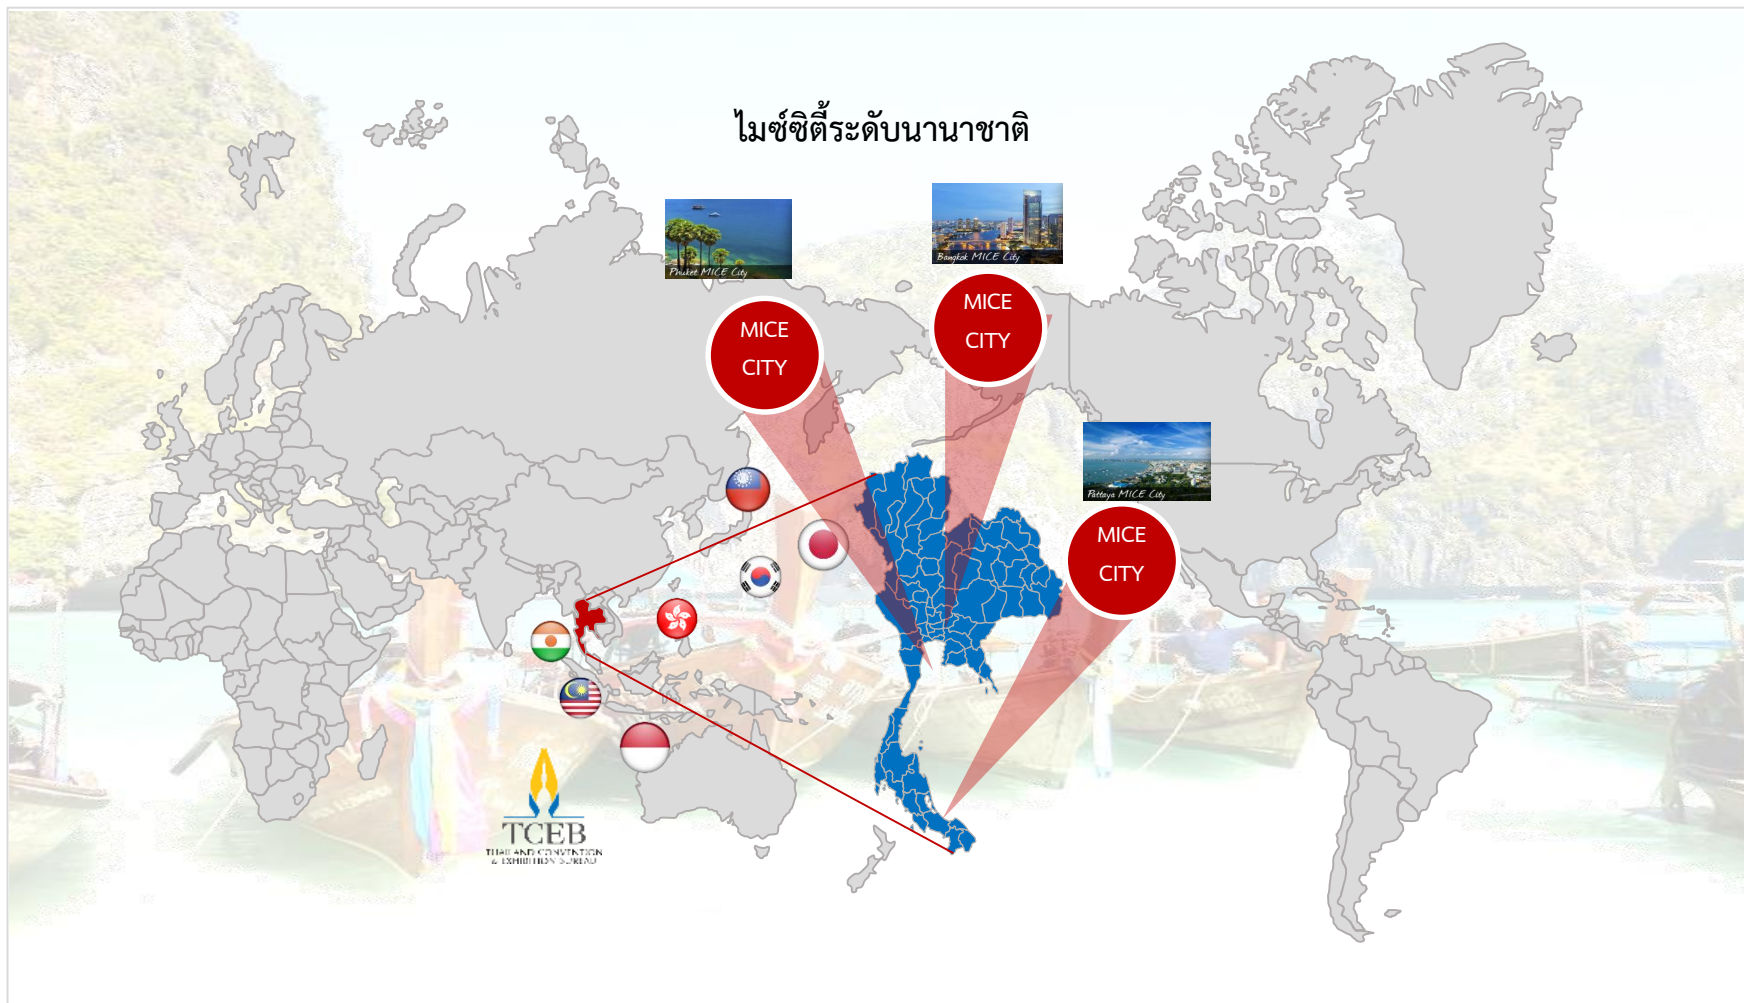 ไมซ์ซิตี้ระดับนานาชาติ
Phuket MICE City
Bangkok MICE City
MICE
CITY
MICE
CITY
Pattaya MICE City
MICE
CITY
TCEB
THAILAND CONVENTION
& EXHIBITION BUREAU